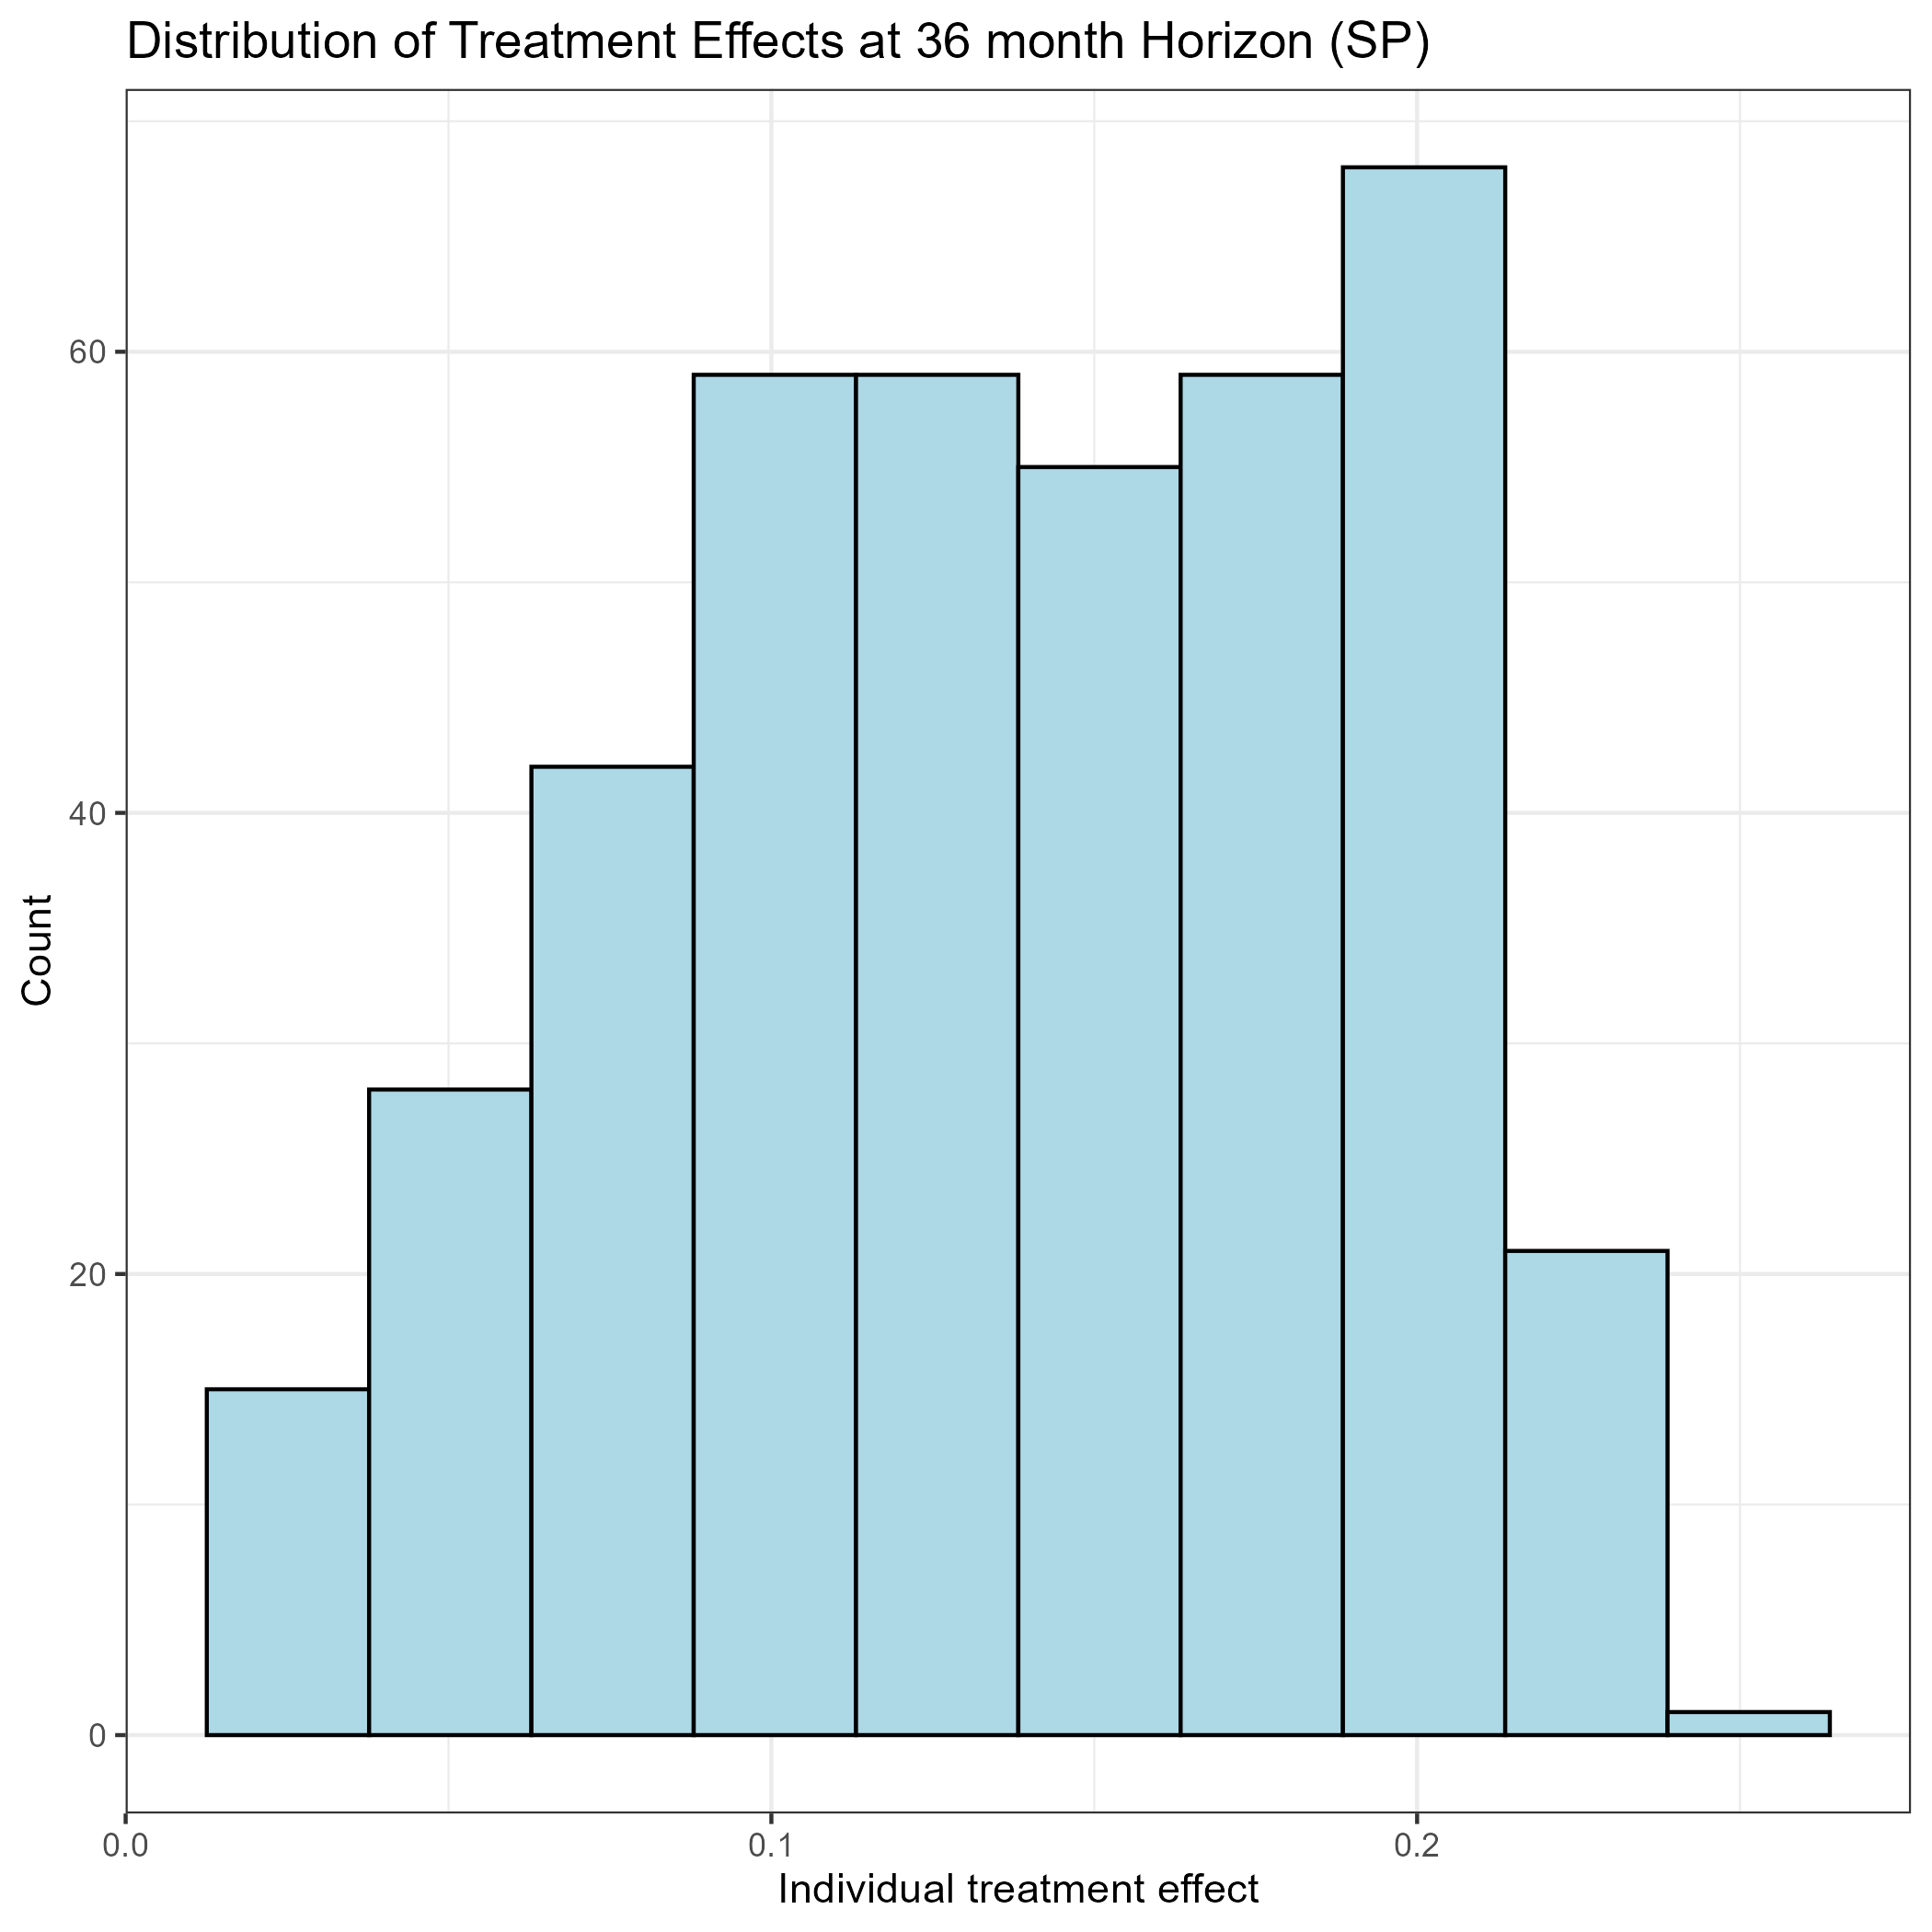 Distribution of Treatment Effects at 36 month Horizon (SP)
60
40
20
0
Count
0.0 0.1 0.2
Individual treatment effect